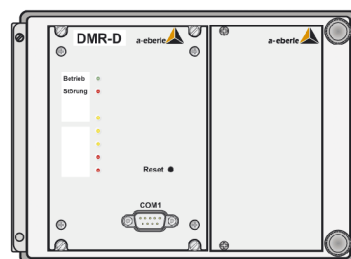 DMR-D a-eberle
a-eberle
Betrieb
Störung
Reset
COM1